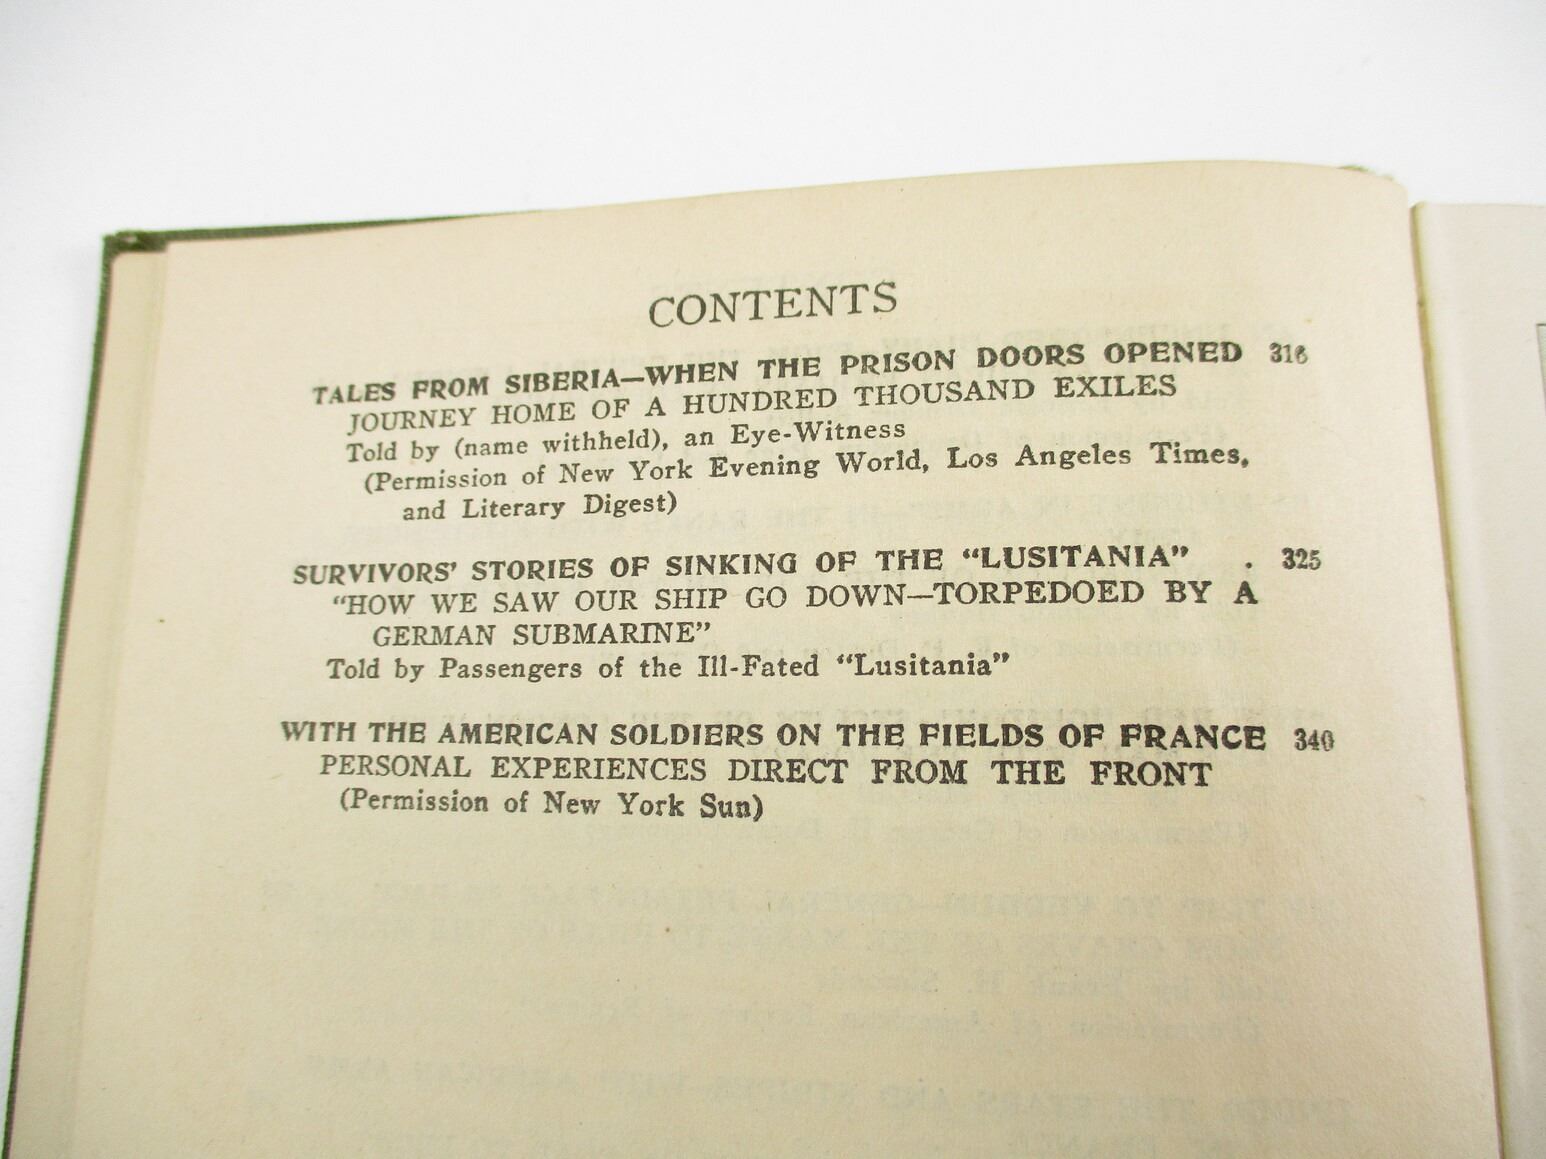 CONTENTS
TALES FROM SIBERIA—WHEN THE PRISON DOORS OPENED 316
JOURNEY HOME OF A HUNDRED THOUSAND EXILES
Told by (name withheld), an Eye-Witness
(Permission of New York Evening World, Los Angeles Times,
and Literary Digest)
SURVIVORS' STORIES OF SINKING OF THE "LUSITANIA" . 325
"HOW WE SAW OUR SHIP GO DOWN—TORPEDOED BY A
GERMAN SUBMARINE"
Told by Passengers of the Ill-Fated "Lusitania"
WITH THE AMERICAN SOLDIERS ON THE FIELDS OF FRANCE 340
PERSONAL EXPERIENCES DIRECT FROM THE FRONT
(Permission of New York Sun)